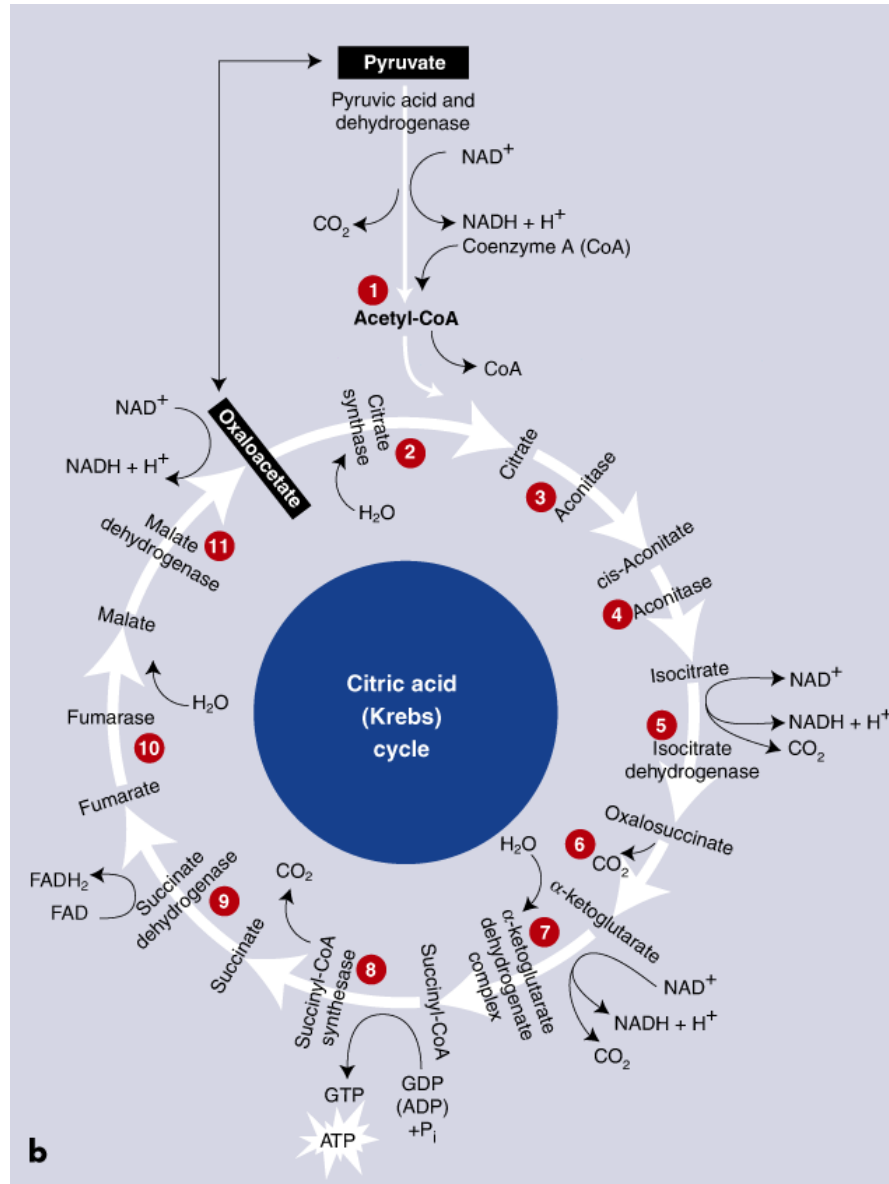 Pyruvate
Pyruvic acid and
dehydrogenase
NAD+
CO2
NADH + H+
Coenzyme A (CoA)
1
Acetyl-CoA
CoA
NAD+
NADH + H+
Oxaloacetate
Citrate
synthase
2
H2O
Citrate
3
Aconitase
cis-Aconitate
4
Aconitase
Isocitrate
NAD+
NADH + H+
CO2
5
Isocitrate
dehydrogenase
Oxalosuccinate
6
CO2
α-ketoglutarate
H2O
7
α-ketoglutarate
dehydrogenate
complex
NAD+
NADH + H+
CO2
Succinyl-CoA
8
Succinyl-CoA
synthesase
CO2
GTP
ATP
GDP
(ADP)
+Pi
Succinate
9
Succinate
dehydrogenase
FADH2
FAD
Fumarate
10
Fumarase
H2O
Malate
11
Malate
dehydrogenase
Citric acid
(Krebs)
cycle
b